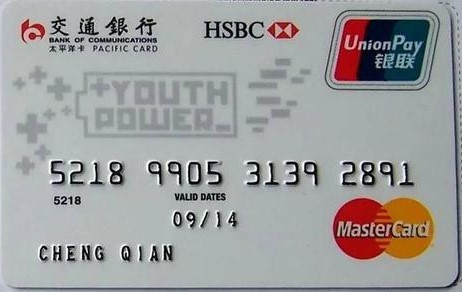 交通銀行
BANK OF COMMUNICATIONS
太平洋卡 PACIFIC CARD
HSBC
UnionPay
银联
YOUTH
POWER_
5218 9905 3139 2891
5218
VALID DATES
09/14
CHENG QIAN
MasterCard